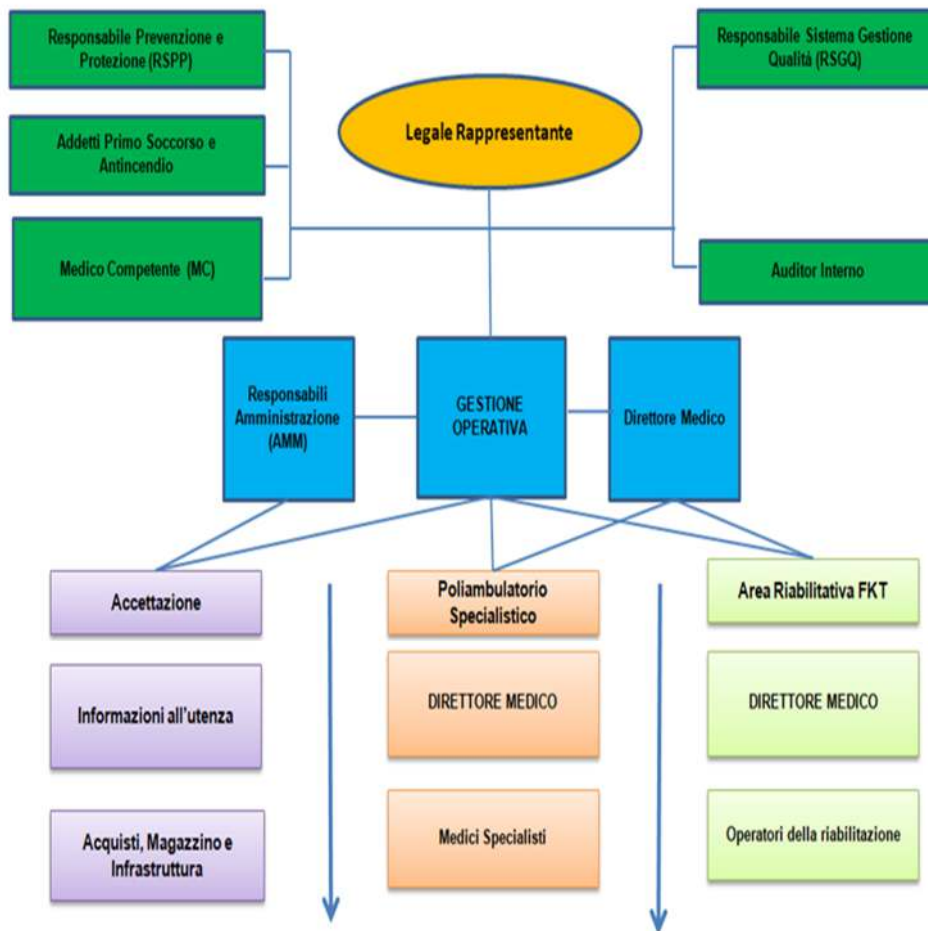 Responsabile Prevenzione e
Protezione (RSPP)
Responsabile Sistema Gestione
Qualità (RSGQ)
Legale Rappresentante
Addetti Primo Soccorso e
Antincendio
Medico Competente (MC)
Auditor Interno
Responsabili
Amministrazione
(AMM)
GESTIONE
OPERATIVA
Direttore Medico
Accettazione
Poliambulatorio
Specialistico
Area Riabilitativa FKT
Informazioni all'utenza
DIRETTORE MEDICO
DIRETTORE MEDICO
Acquisti, Magazzino e
Infrastruttura
Medici Specialisti
Operatori della riabilitazione